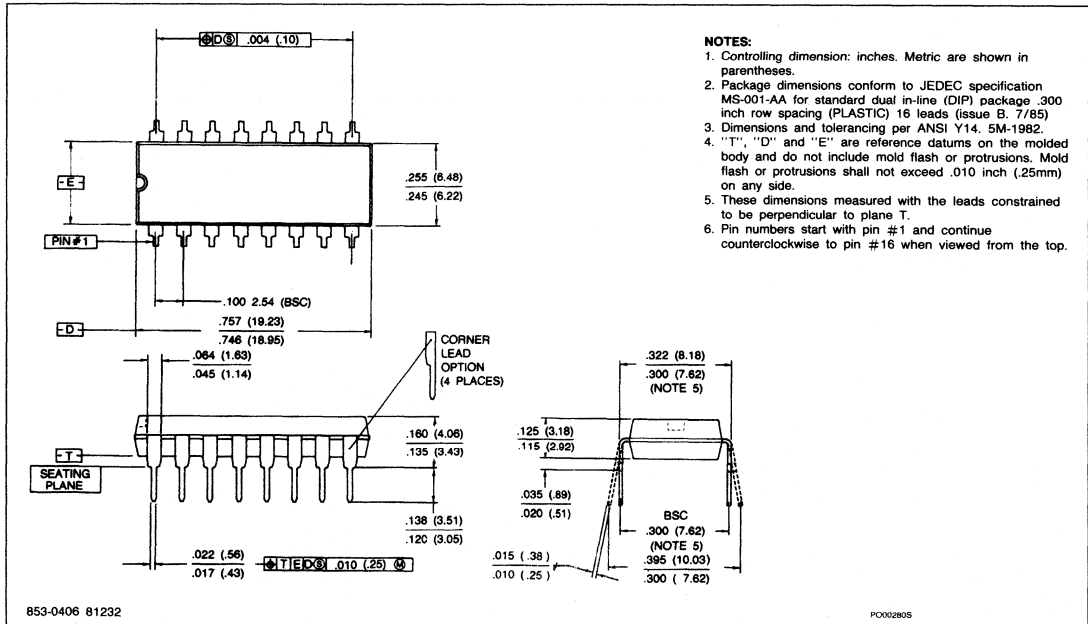 ⌖ D Ⓢ .004 (.10)
-E-
.255 (6.48)
.245 (6.22)
PIN #1
.100 2.54 (BSC)
-D-
.757 (19.23)
.746 (18.95)
.064 (1.63)
.045 (1.14)
CORNER
LEAD
OPTION
(4 PLACES)
.160 (4.06)
.135 (3.43)
-T-
SEATING
PLANE
.138 (3.51)
.120 (3.05)
.022 (.56)
.017 (.43)
⌖ T E D Ⓢ .010 (.25) Ⓜ
.322 (8.18)
.300 (7.62)
(NOTE 5)
.125 (3.18)
.115 (2.92)
.035 (.89)
.020 (.51)
BSC
.300 (7.62)
(NOTE 5)
.395 (10.03)
.300 ( 7.62)
.015 (.38 )
.010 (.25 )
NOTES:
1. Controlling dimension: inches. Metric are shown in
parentheses.
2. Package dimensions conform to JEDEC specification
MS-001-AA for standard dual in-line (DIP) package .300
inch row spacing (PLASTIC) 16 leads (issue B. 7/85)
3. Dimensions and tolerancing per ANSI Y14. 5M-1982.
4. "T", "D" and "E" are reference datums on the molded
body and do not include mold flash or protrusions. Mold
flash or protrusions shall not exceed .010 inch (.25mm)
on any side.
5. These dimensions measured with the leads constrained
to be perpendicular to plane T.
6. Pin numbers start with pin #1 and continue
counterclockwise to pin #16 when viewed from the top.
853-0406 81232
PO00280S